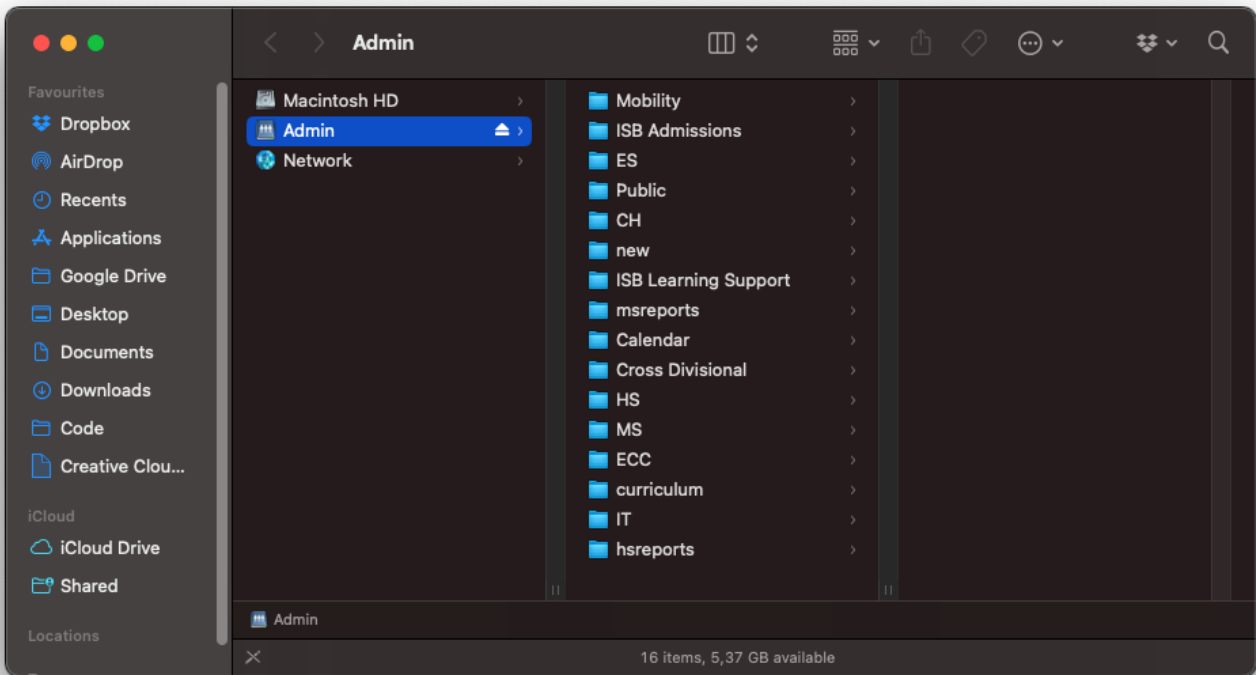 Admin
Favourites
Dropbox
AirDrop
Recents
Applications
Google Drive
Desktop
Documents
Downloads
Code
Creative Clou...
iCloud
iCloud Drive
Shared
Locations
Macintosh HD
Admin
Network
Mobility
ISB Admissions
ES
Public
CH
new
ISB Learning Support
msreports
Calendar
Cross Divisional
HS
MS
ECC
curriculum
IT
hsreports
Admin
16 items, 5,37 GB available